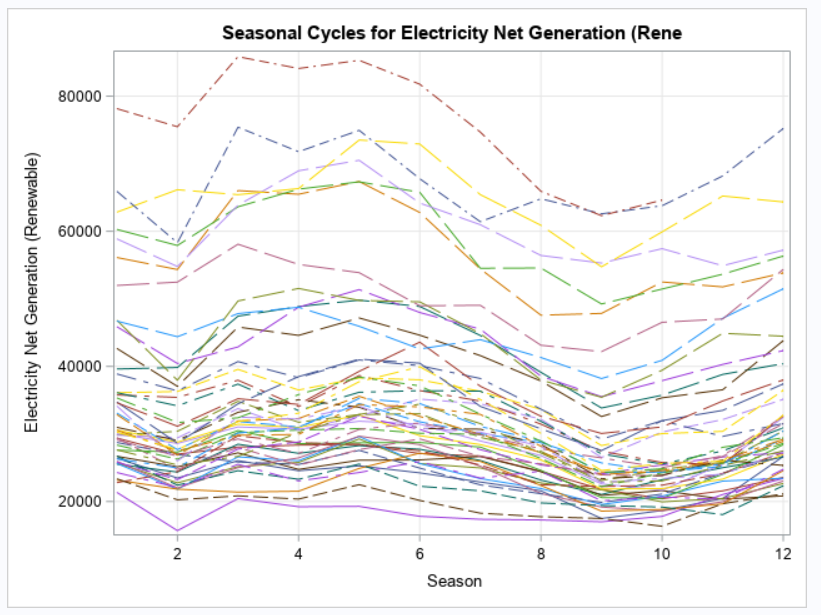 Seasonal Cycles for Electricity Net Generation (Rene
Electricity Net Generation (Renewable)
80000
60000
40000
20000
2 4 6 8 10 12
Season